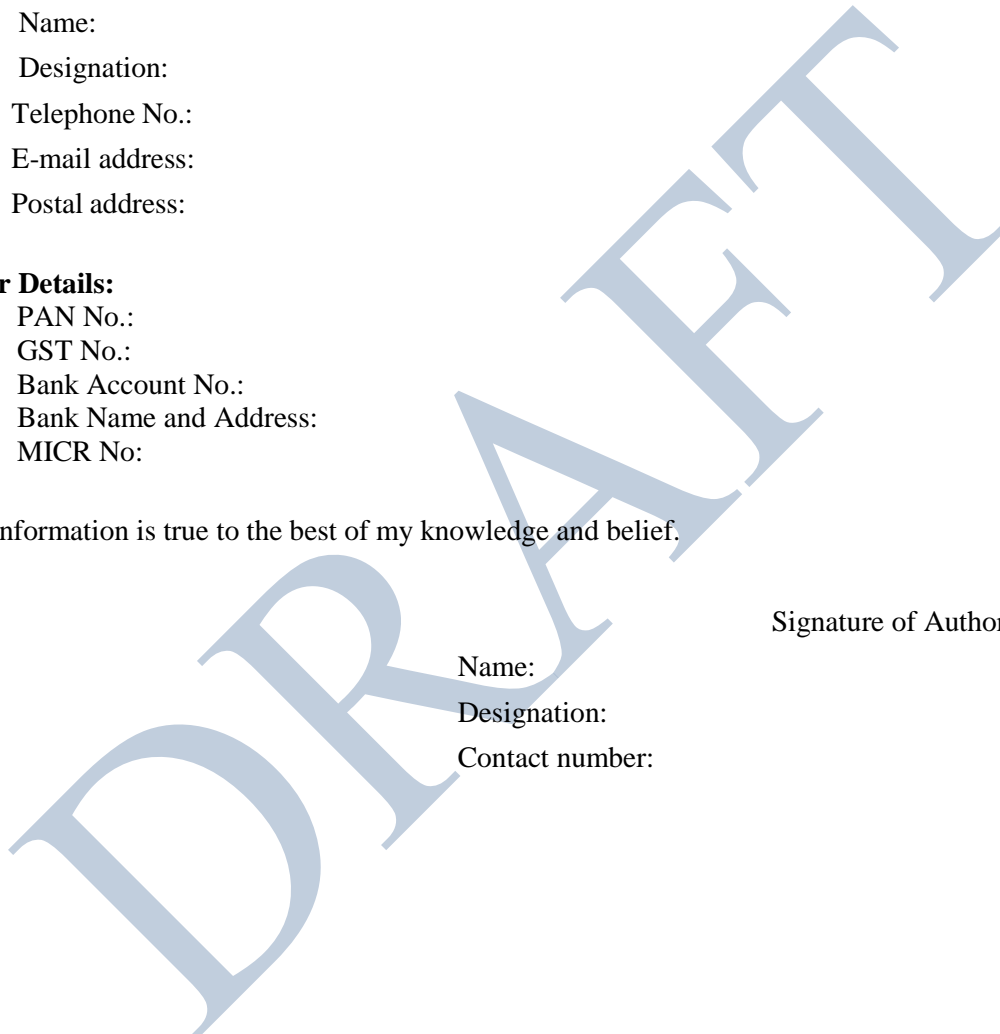 Name:
Designation:
Telephone No.:
E-mail address:
Postal address:
r Details:
PAN No.:
GST No.:
Bank Account No.:
Bank Name and Address:
MICR No:
nformation is true to the best of my knowledge and belief.
Signature of Author
Name:
Designation:
Contact number:
DRAFT